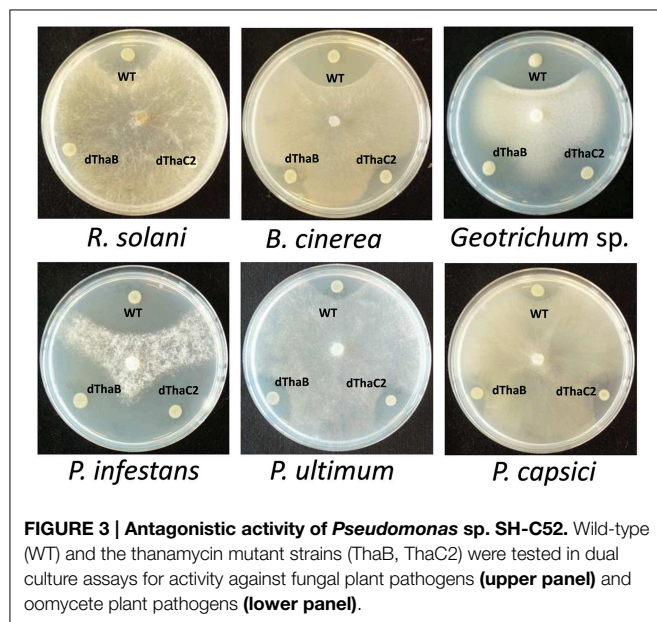 WT
dThaB
dThaC2
R. solani
WT
dThaB
dThaC2
B. cinerea
WT
dThaB
dThaC2
Geotrichum sp.
WT
dThaB
dThaC2
P. infestans
WT
dThaB
dThaC2
P. ultimum
WT
dThaB
dThaC2
P. capsici
FIGURE 3 | Antagonistic activity of Pseudomonas sp. SH-C52. Wild-type
(WT) and the thanamycin mutant strains (ThaB, ThaC2) were tested in dual
culture assays for activity against fungal plant pathogens (upper panel) and
oomycete plant pathogens (lower panel).